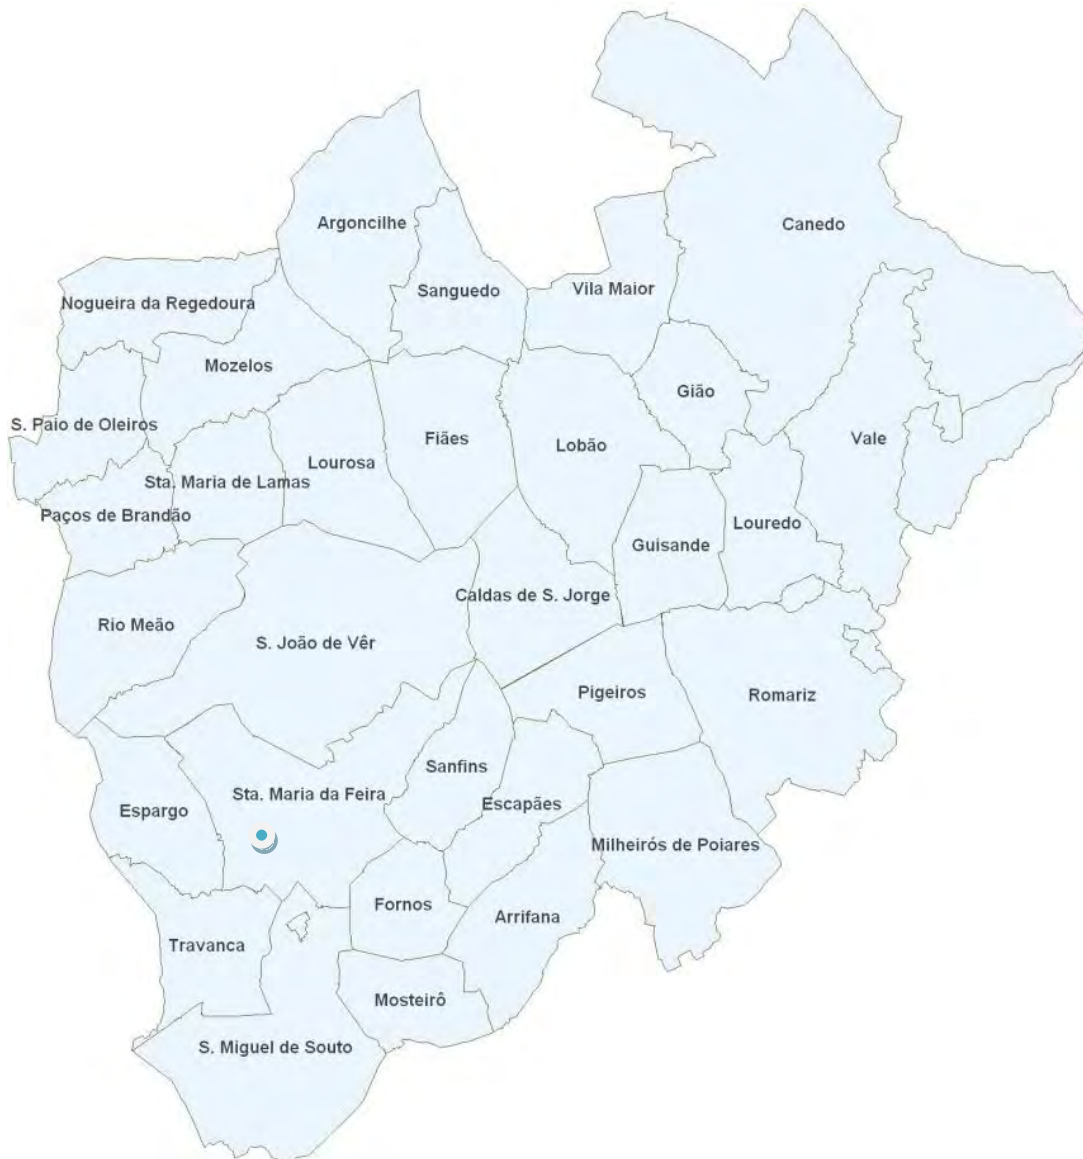 Argoncilhe
Canedo
Sanguedo
Vila Maior
Nogueira da Regedoura
Mozelos
Gião
S. Paio de Oleiros
Fiães
Lobão
Vale
Lourosa
Sta. Maria de Lamas
Paços de Brandão
Louredo
Guisande
Caldas de S. Jorge
Rio Meão
S. João de Vêr
Pigeiros
Romariz
Sanfins
Sta. Maria da Feira
Escapães
Espargo
Milheirós de Poiares
Fornos
Arrifana
Travanca
Mosteirô
S. Miguel de Souto